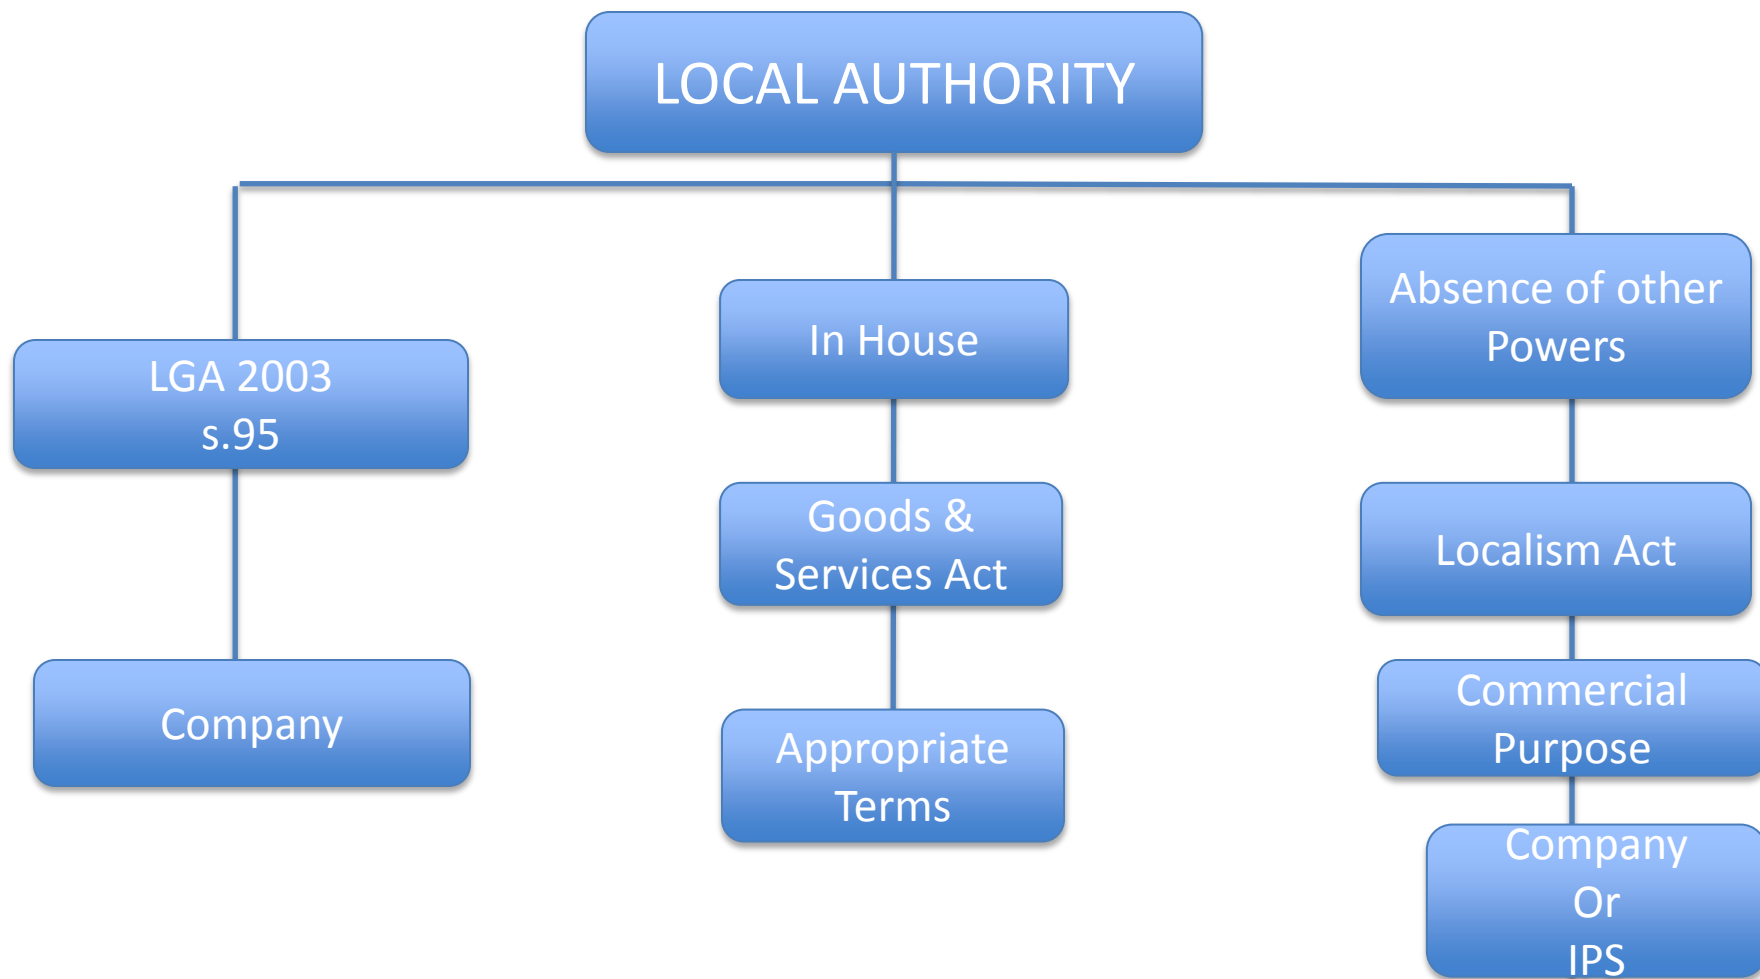 LOCAL AUTHORITY
LGA 2003
s.95
Company
In House
Goods &
Services Act
Appropriate
Terms
Absence of other
Powers
Localism Act
Commercial
Purpose
Company
Or
IPS